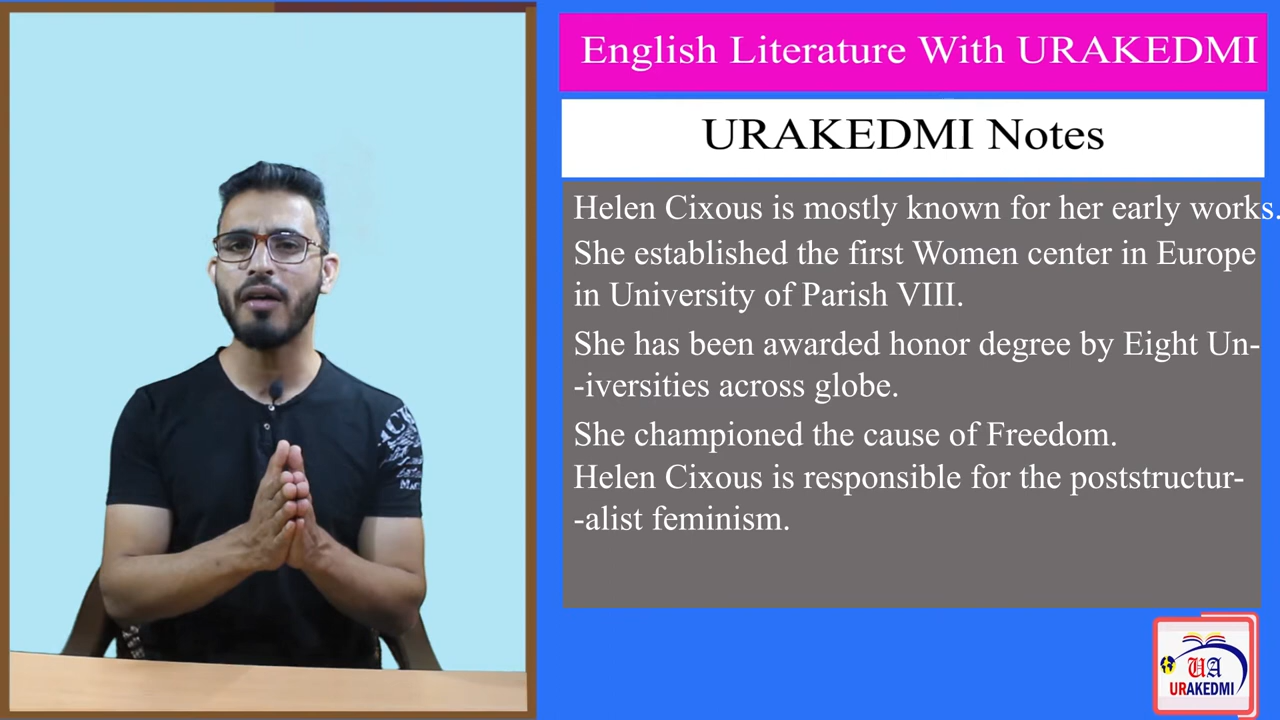 English Literature With URAKEDMI
URAKEDMI Notes
Helen Cixous is mostly known for her early works.
She established the first Women center in Europe
in University of Parish VIII.
She has been awarded honor degree by Eight Un-
-iversities across globe.
She championed the cause of Freedom.
Helen Cixous is responsible for the poststructur-
-alist feminism.
UA
URAKEDMI